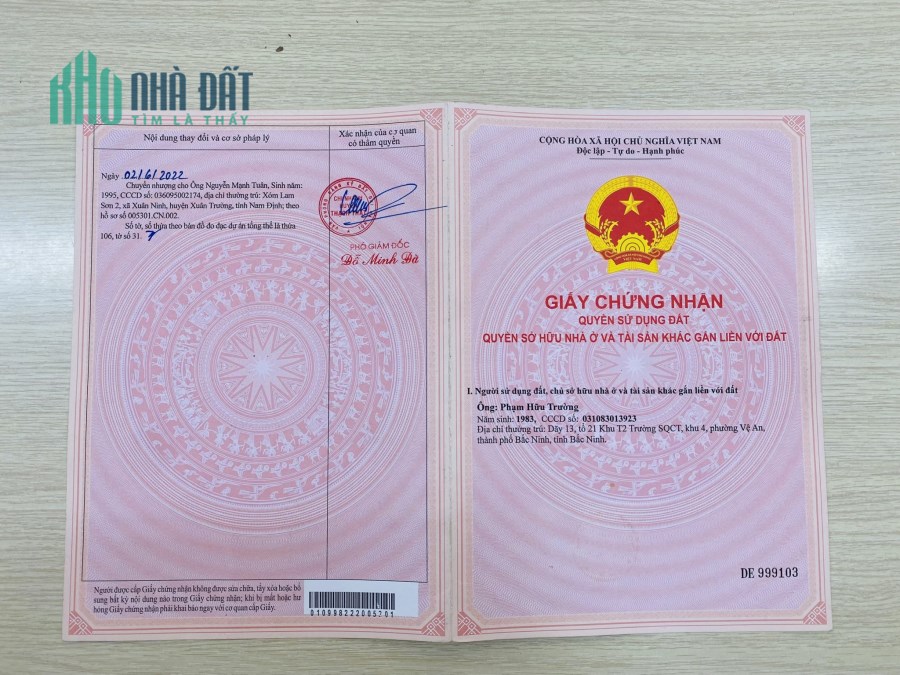 KHO NHÀ ĐẤT
TÌM LÀ THẤY
Nội dung thay đổi và cơ sở pháp lý
Xác nhận của cơ quan
có thẩm quyền
Ngày 02/6/2022
Chuyển nhượng cho Ông Nguyễn Mạnh Tuân, Sinh năm:
1995, CCCD số: 036095002174, địa chỉ thường trú: Xóm Lam
Sơn 2, xã Xuân Ninh, huyện Xuân Trường, tỉnh Nam Định; theo
hồ sơ số 005301.CN.002.
Số tờ, số thửa theo bản đồ đo đạc dự án tổng thể là thửa
106, tờ số 31.
PHÓ GIÁM ĐỐC
Đỗ Minh Đà
Người được cấp Giấy chứng nhận không được sửa chữa, tẩy xóa hoặc bổ
sung bất kỳ nội dung nào trong Giấy chứng nhận; khi bị mất hoặc hư
hỏng Giấy chứng nhận phải khai báo ngay với cơ quan cấp Giấy.
010998222005301
CỘNG HÒA XÃ HỘI CHỦ NGHĨA VIỆT NAM
Độc lập - Tự do - Hạnh phúc
GIẤY CHỨNG NHẬN
QUYỀN SỬ DỤNG ĐẤT
QUYỀN SỞ HỮU NHÀ Ở VÀ TÀI SẢN KHÁC GẮN LIỀN VỚI ĐẤT
I. Người sử dụng đất, chủ sở hữu nhà ở và tài sản khác gắn liền với đất
Ông: Phạm Hữu Trường
Năm sinh: 1983, CCCD số: 031083013923
Địa chỉ thường trú: Dãy 13, tổ 21 Khu T2 Trường SQCT, khu 4, phường Vệ An,
thành phố Bắc Ninh, tỉnh Bắc Ninh.
DE 999103